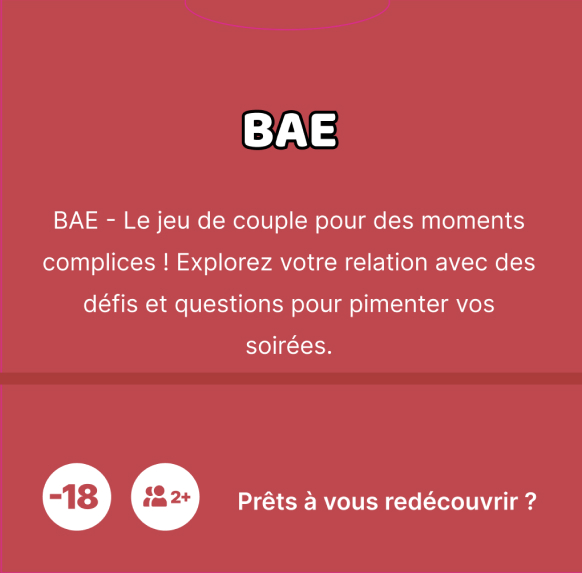 BAE
BAE - Le jeu de couple pour des moments
complices ! Explorez votre relation avec des
défis et questions pour pimenter vos
soirées.
-18
2+
Prêts à vous redécouvrir ?